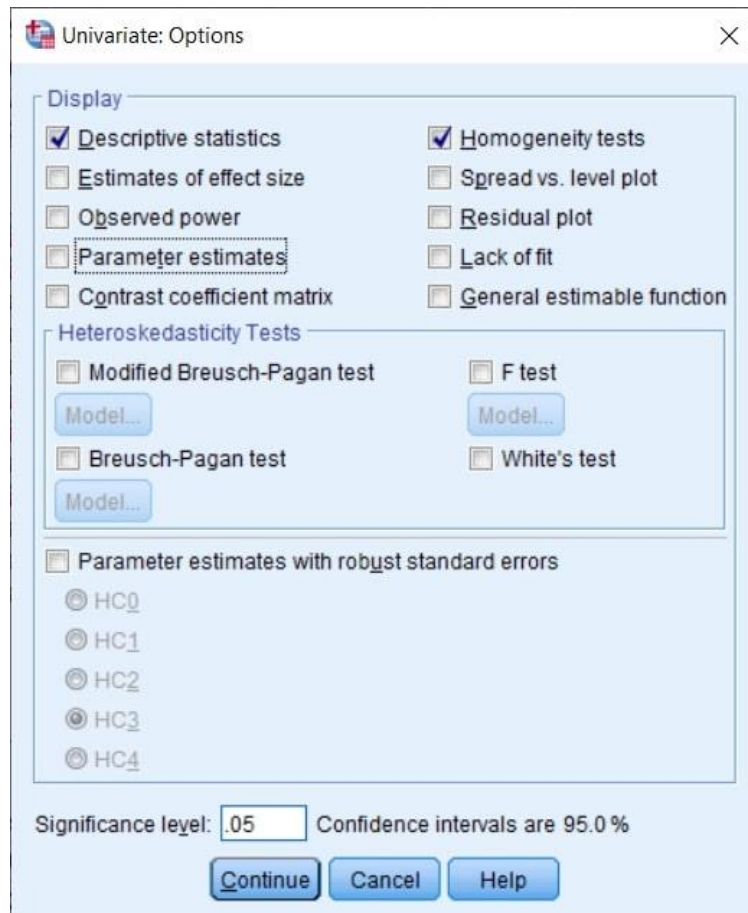 Univariate: Options
Display
Descriptive statistics
Homogeneity tests
Estimates of effect size
Spread vs. level plot
Observed power
Residual plot
Parameter estimates
Lack of fit
Contrast coefficient matrix
General estimable function
Heteroskedasticity Tests
Modified Breusch-Pagan test
F test
Model...
Model...
Breusch-Pagan test
White's test
Model...
Parameter estimates with robust standard errors
HC0
HC1
HC2
HC3
HC4
Significance level: .05 Confidence intervals are 95.0 %
Continue Cancel Help